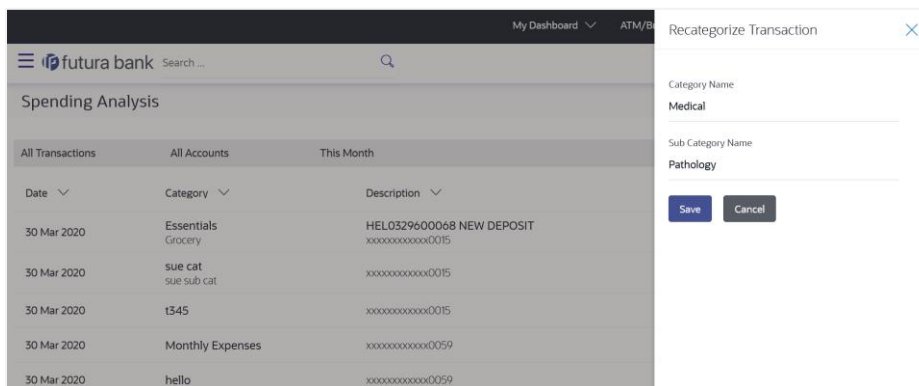 My Dashboard ATM/B
Recategorize Transaction
futura bank Search ...
Spending Analysis
Category Name
Medical
Sub Category Name
Pathology
Save Cancel
All Transactions All Accounts This Month
Date Category Description
30 Mar 2020 Essentials HEL0329600068 NEW DEPOSIT
Grocery xxxxxxxxxxxx0015
30 Mar 2020 sue cat xxxxxxxxxxxx0015
sue sub cat
30 Mar 2020 t345 xxxxxxxxxxxx0015
30 Mar 2020 Monthly Expenses xxxxxxxxxxxx0059
30 Mar 2020 hello xxxxxxxxxxxx0059